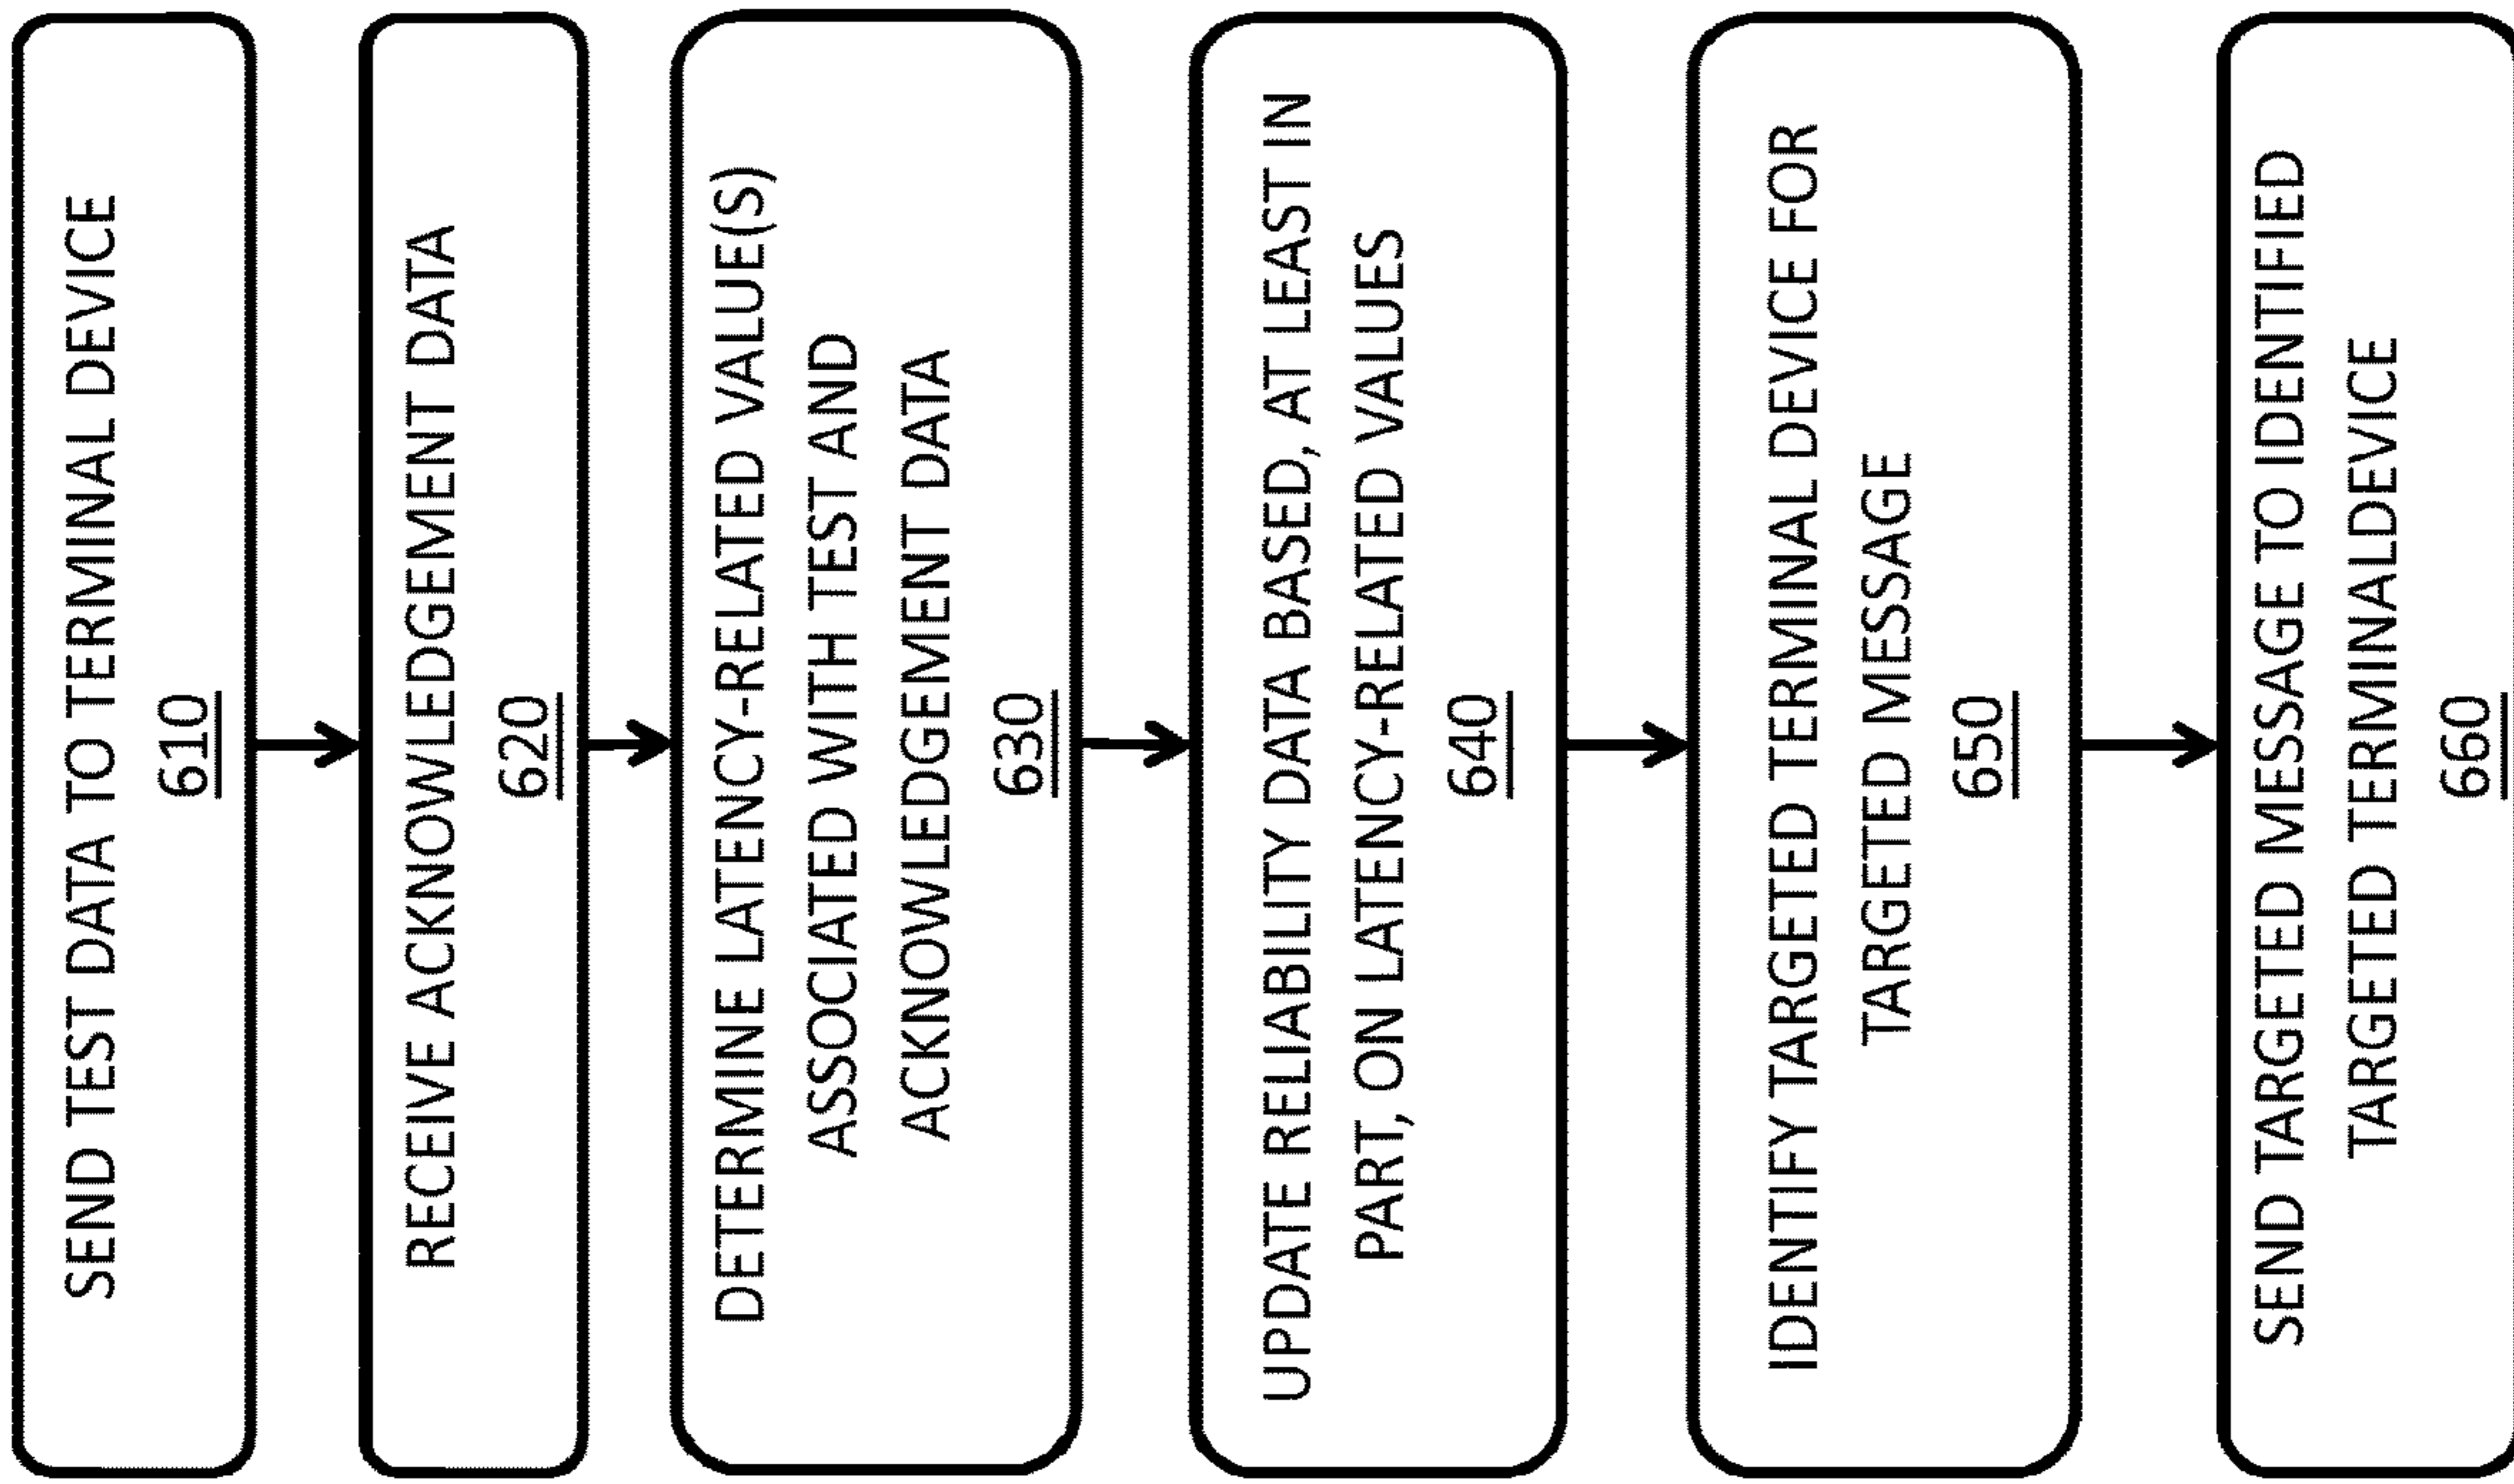 SEND TEST DATA TO TERMINAL DEVICE
610
RECEIVE ACKNOWLEDGEMENT DATA
620
DETERMINE LATENCY-RELATED VALUE(S)
ASSOCIATED WITH TEST AND
ACKNOWLEDGEMENT DATA
630
UPDATE RELIABILITY DATA BASED, AT LEAST IN
PART, ON LATENCY-RELATED VALUES
640
IDENTIFY TARGETED TERMINAL DEVICE FOR
TARGETED MESSAGE
650
SEND TARGETED MESSAGE TO IDENTIFIED
TARGETED TERMINALDEVICE
660